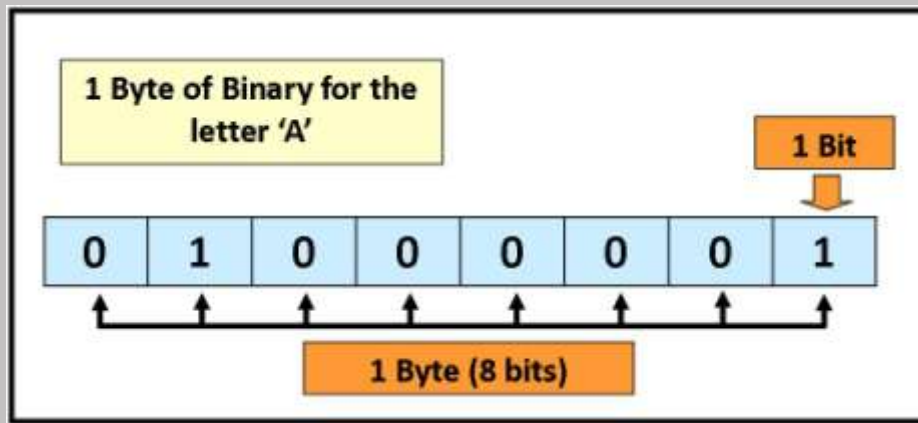 1 Byte of Binary for the
letter ‘A’
1 Bit
0 1 0 0 0 0 0 1
1 Byte (8 bits)